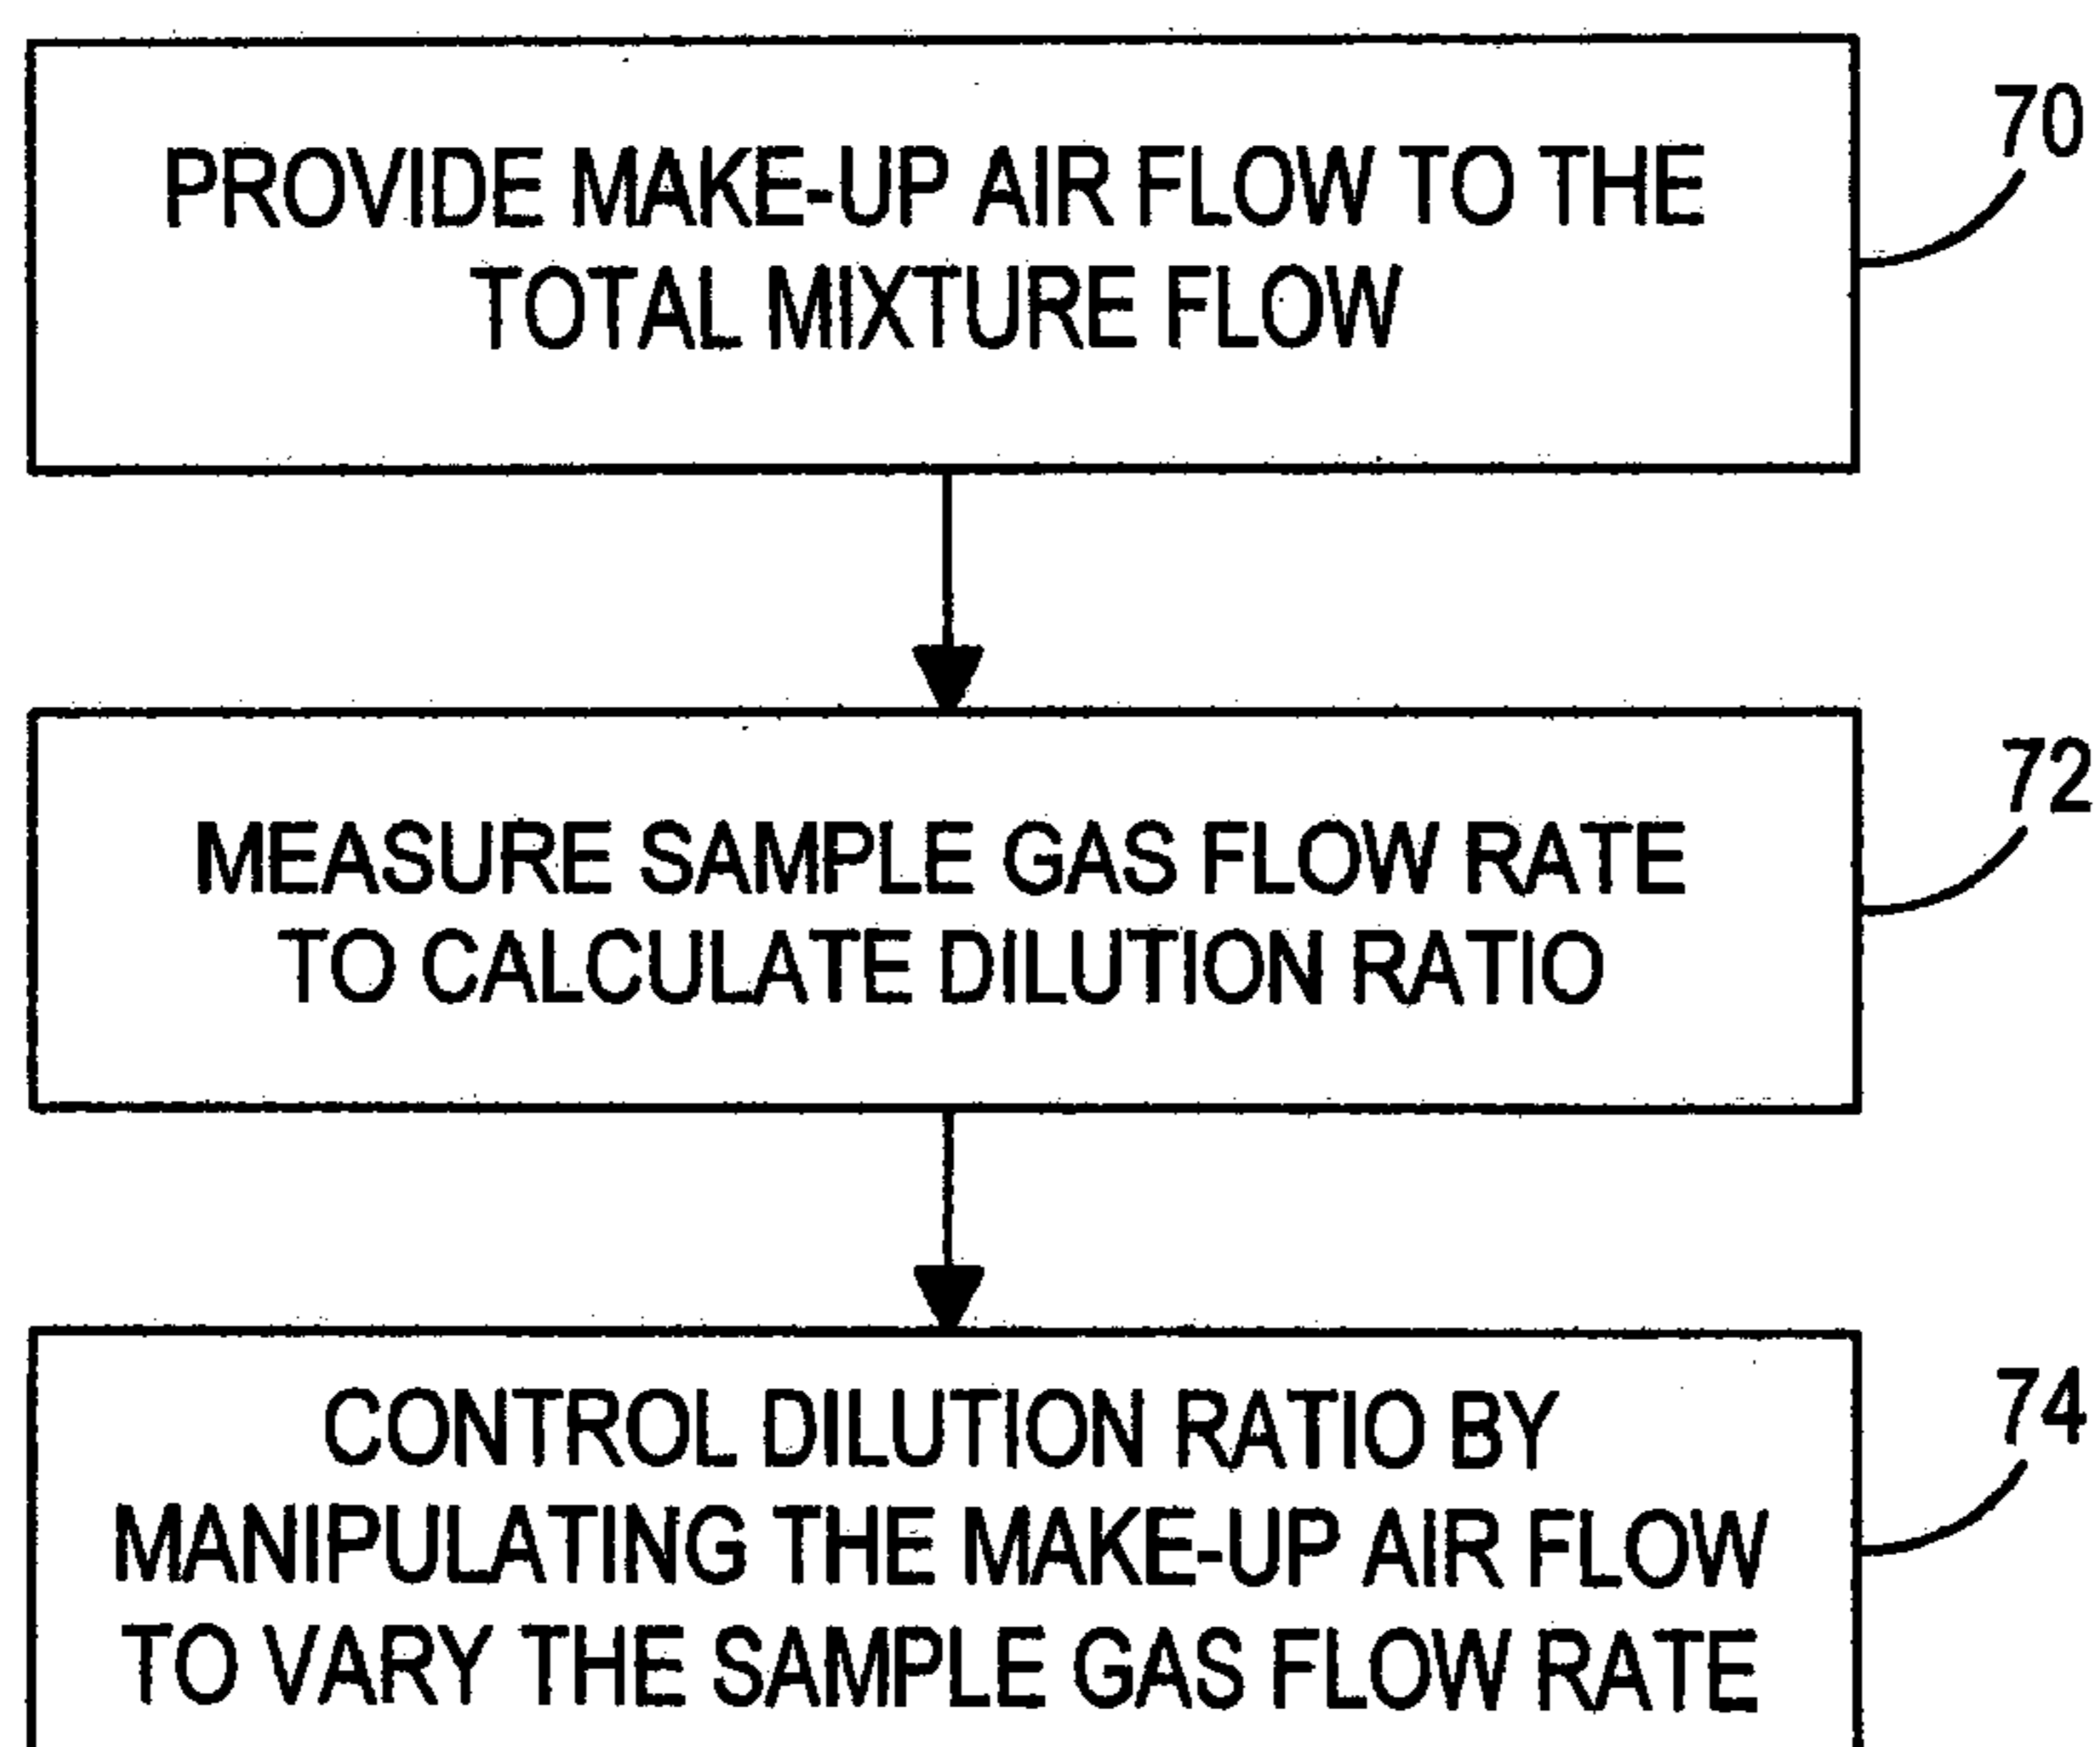 PROVIDE MAKE-UP AIR FLOW TO THE
TOTAL MIXTURE FLOW
70
MEASURE SAMPLE GAS FLOW RATE
TO CALCULATE DILUTION RATIO
72
CONTROL DILUTION RATIO BY
MANIPULATING THE MAKE-UP AIR FLOW
TO VARY THE SAMPLE GAS FLOW RATE
74